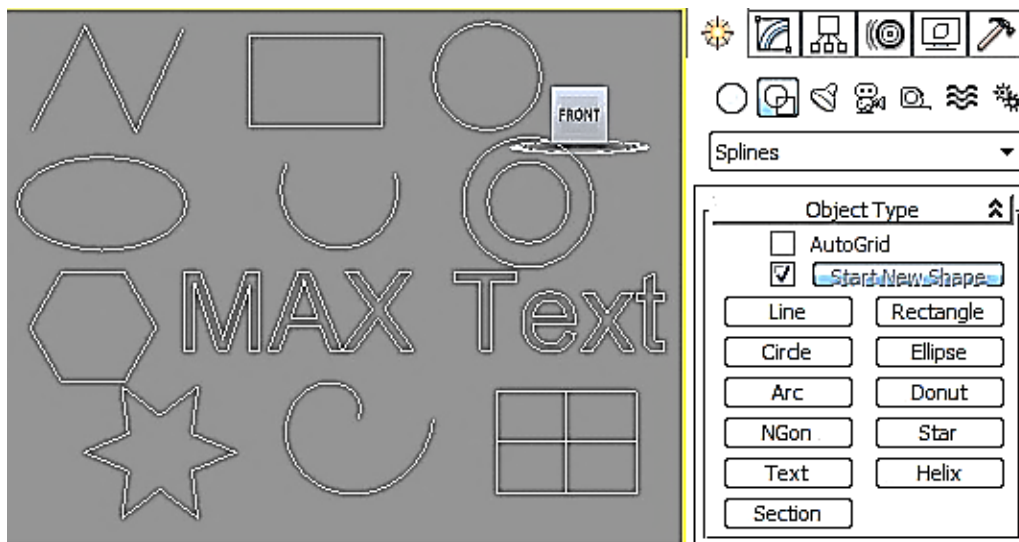 FRONT
MAX Text
Splines
Object Type
AutoGrid
Start New Shape
Line Rectangle
Circle Ellipse
Arc Donut
NGon Star
Text Helix
Section